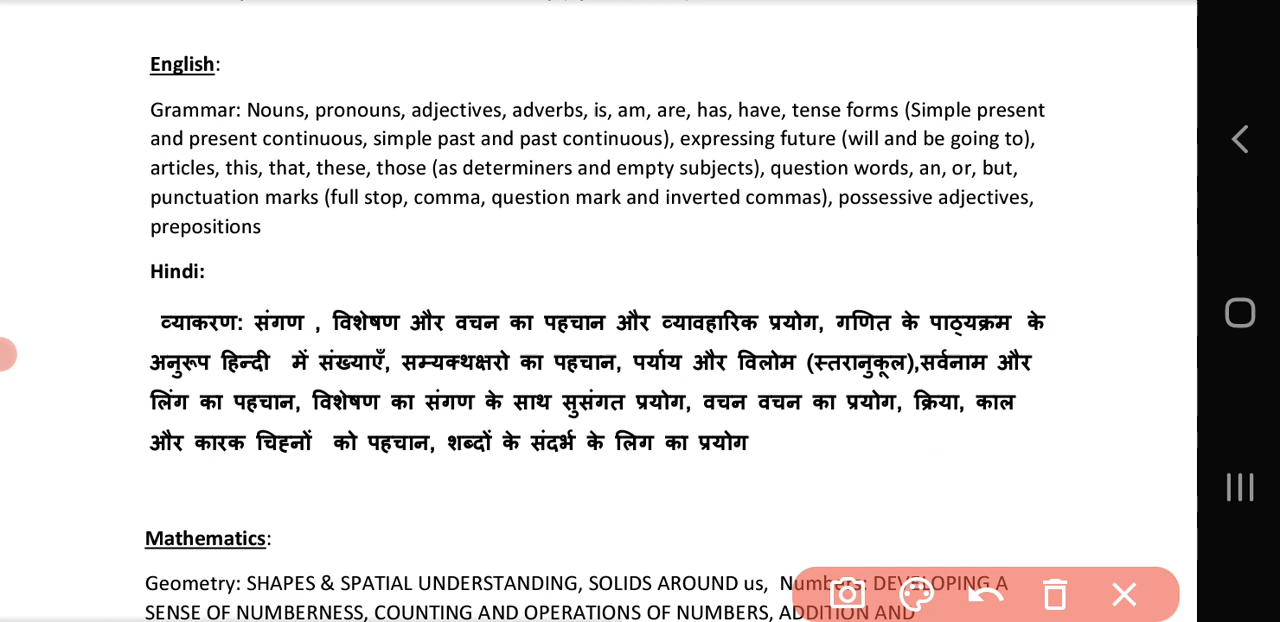 English:
Grammar: Nouns, pronouns, adjectives, adverbs, is, am, are, has, have, tense forms (Simple present
and present continuous, simple past and past continuous), expressing future (will and be going to),
articles, this, that, these, those (as determiners and empty subjects), question words, an, or, but,
punctuation marks (full stop, comma, question mark and inverted commas), possessive adjectives,
prepositions
Hindi:
व्याकरण: संगण , विशेषण और वचन का पहचान और व्यावहारिक प्रयोग, गणित के पाठ्यक्रम के
अनुरूप हिन्दी में संख्याएँ, सम्यक्थक्षरो का पहचान, पर्याय और विलोम (स्तरानुकूल),सर्वनाम और
लिंग का पहचान, विशेषण का संगण के साथ सुसंगत प्रयोग, वचन वचन का प्रयोग, क्रिया, काल
और कारक चिह्नों को पहचान, शब्दों के संदर्भ के लिग का प्रयोग
Mathematics:
Geometry: SHAPES & SPATIAL UNDERSTANDING, SOLIDS AROUND us, Numbers: DEVELOPING A
SENSE OF NUMBERNESS, COUNTING AND OPERATIONS OF NUMBERS, ADDITION AND